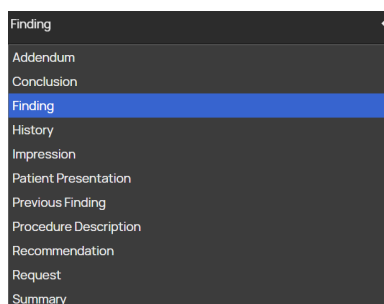 Finding
Addendum
Conclusion
Finding
History
Impression
Patient Presentation
Previous Finding
Procedure Description
Recommendation
Request
Summary